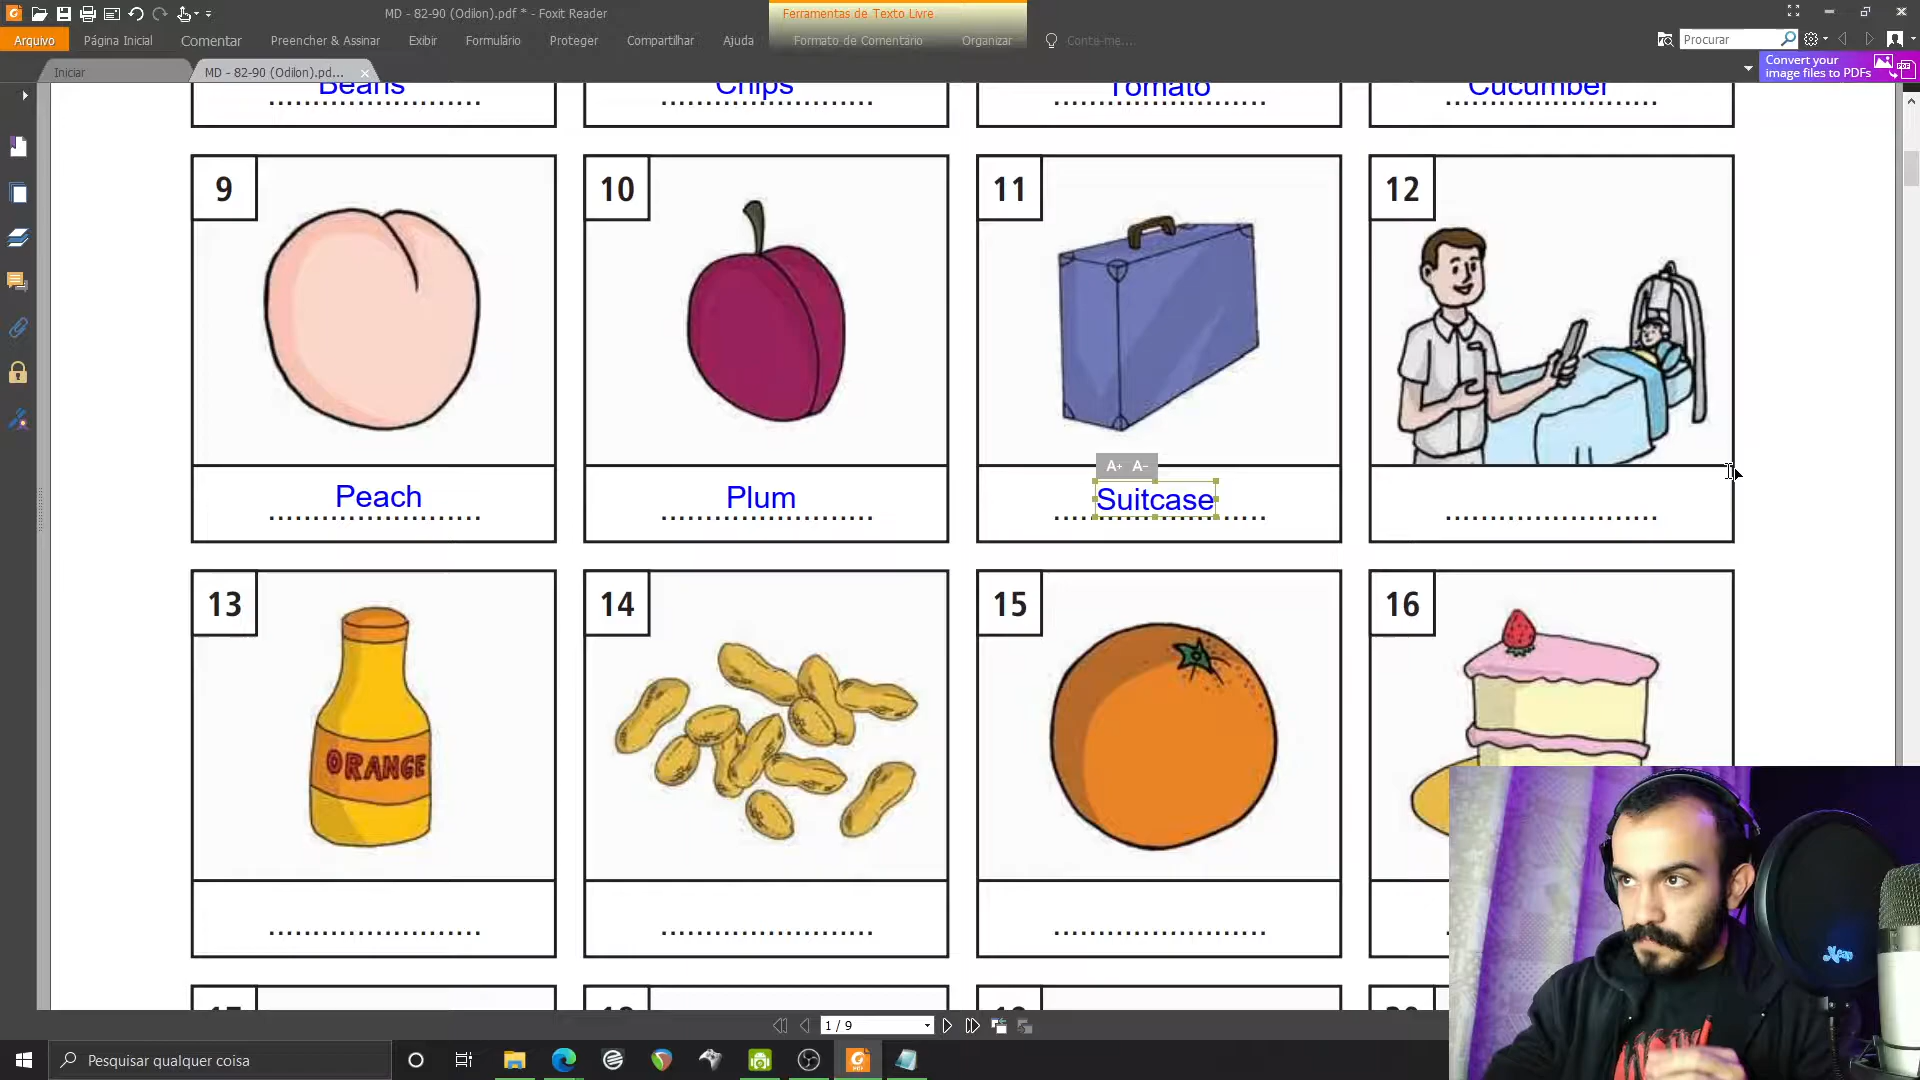 MD - 82-90 (Odilon).pdf * - Foxit Reader
Ferramentas de Texto Livre
Arquivo
Página Inicial
Comentar
Preencher & Assinar
Exibir
Formulário
Proteger
Compartilhar
Ajuda
Formato de Comentário
Organizar
Conte-me....
Procurar
Iniciar
MD - 82-90 (Odilon).pd...
Convert your
image files to PDFs
Beans
Chips
Tomato
Cucumber
9
10
11
12
A+ A-
Peach
Plum
Suitcase
13
14
15
16
ORANGE
1 / 9
Pesquisar qualquer coisa